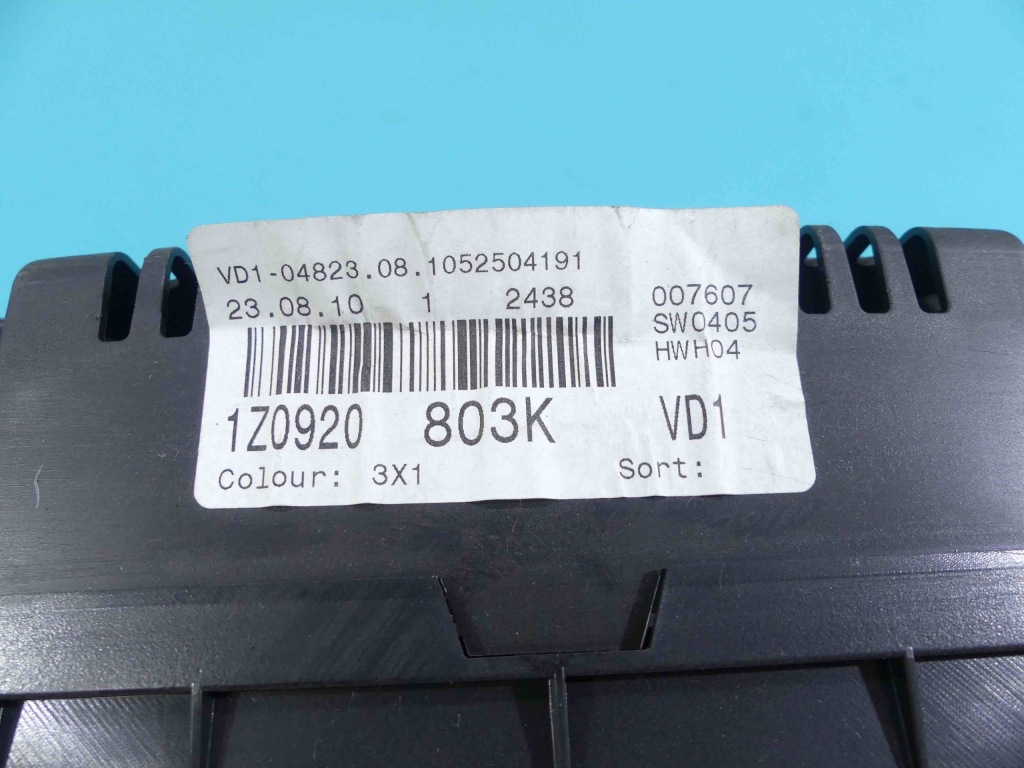 VD1-04823.08.1052504191
23.08.10 1 2438 007607
SW0405
HWH04
1Z0920 803K VD1
Colour: 3X1 Sort: